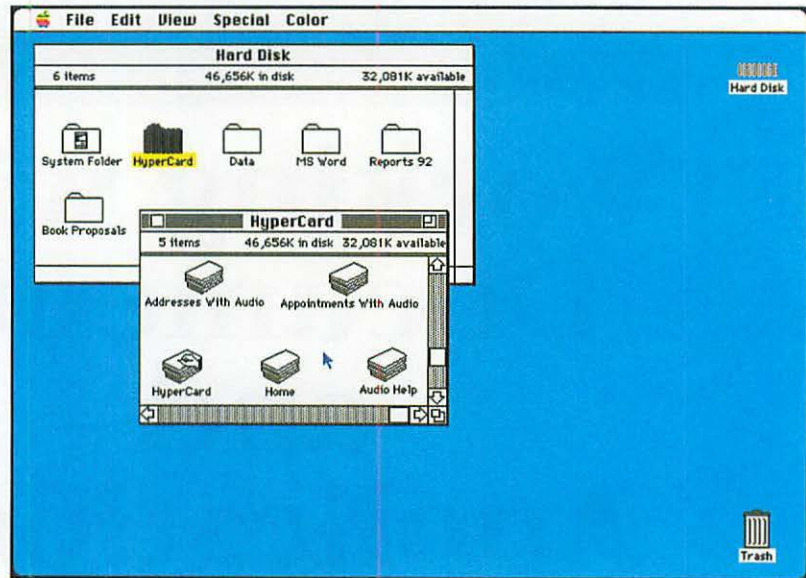 File Edit View Special Color
Hard Disk
6 items 46,656K in disk 32,081K available
Hard Disk
System Folder HyperCard Data MS Word Reports 92
Book Proposals
HyperCard
5 items 46,656K in disk 32,081K available
Addresses With Audio Appointments With Audio
HyperCard Home Audio Help
Trash